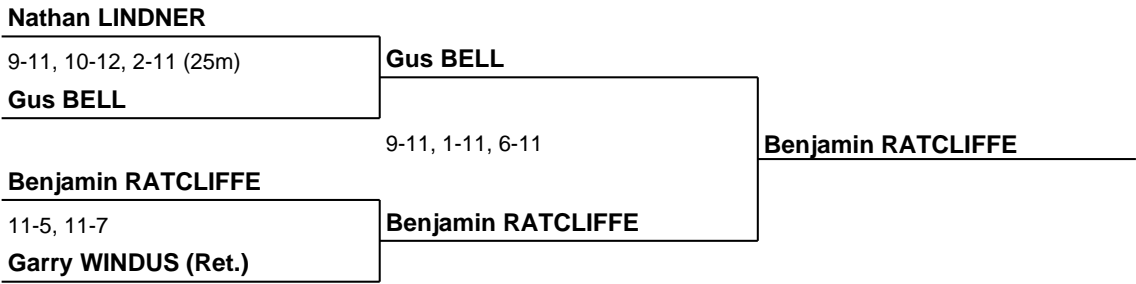 Nathan LINDNER
9-11, 10-12, 2-11 (25m)
Gus BELL
Gus BELL
9-11, 1-11, 6-11
Benjamin RATCLIFFE
Benjamin RATCLIFFE
11-5, 11-7
Benjamin RATCLIFFE
Garry WINDUS (Ret.)